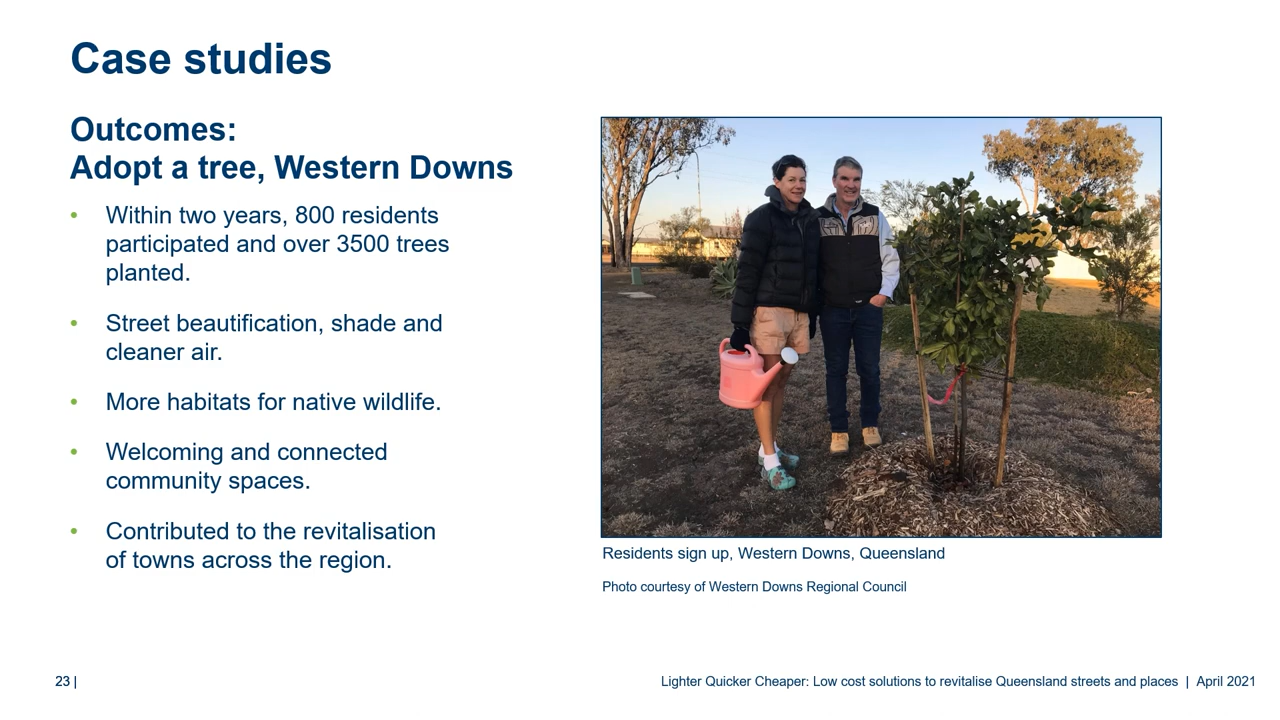 Case studies
Outcomes:
Adopt a tree, Western Downs
• Within two years, 800 residents
participated and over 3500 trees
planted.
• Street beautification, shade and
cleaner air.
• More habitats for native wildlife.
• Welcoming and connected
community spaces.
• Contributed to the revitalisation
of towns across the region.
Residents sign up, Western Downs, Queensland
Photo courtesy of Western Downs Regional Council
23 |
Lighter Quicker Cheaper: Low cost solutions to revitalise Queensland streets and places | April 2021